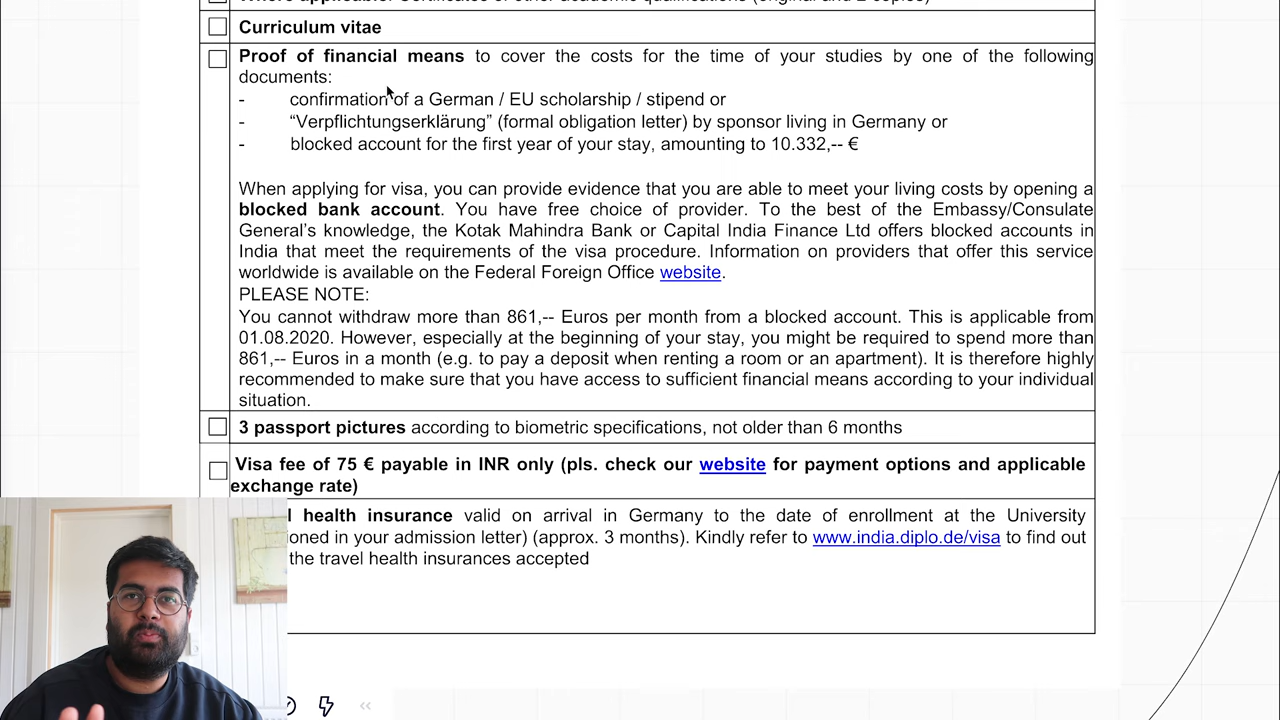 Where applicable: Certificates of other academic qualifications (original and 2 copies)
Curriculum vitae
Proof of financial means to cover the costs for the time of your studies by one of the following
documents:
- confirmation of a German / EU scholarship / stipend or
- “Verpflichtungserklärung” (formal obligation letter) by sponsor living in Germany or
- blocked account for the first year of your stay, amounting to 10.332,-- €
When applying for visa, you can provide evidence that you are able to meet your living costs by opening a
blocked bank account. You have free choice of provider. To the best of the Embassy/Consulate
General’s knowledge, the Kotak Mahindra Bank or Capital India Finance Ltd offers blocked accounts in
India that meet the requirements of the visa procedure. Information on providers that offer this service
worldwide is available on the Federal Foreign Office website.
PLEASE NOTE:
You cannot withdraw more than 861,-- Euros per month from a blocked account. This is applicable from
01.08.2020. However, especially at the beginning of your stay, you might be required to spend more than
861,-- Euros in a month (e.g. to pay a deposit when renting a room or an apartment). It is therefore highly
recommended to make sure that you have access to sufficient financial means according to your individual
situation.
3 passport pictures according to biometric specifications, not older than 6 months
Visa fee of 75 € payable in INR only (pls. check our website for payment options and applicable
exchange rate)
l health insurance valid on arrival in Germany to the date of enrollment at the University
oned in your admission letter) (approx. 3 months). Kindly refer to www.india.diplo.de/visa to find out
the travel health insurances accepted